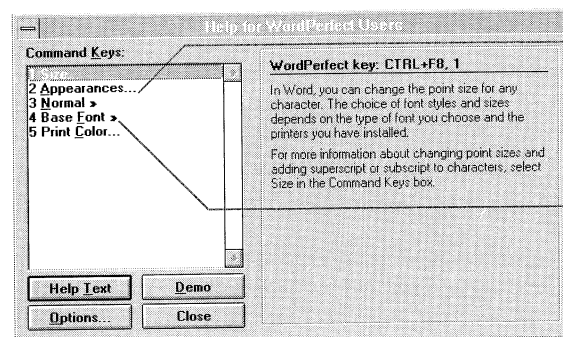 Help for WordPerfect Users
Command Keys:
1 Size...
2 Appearances...
3 Normal »
4 Base Font »
5 Print Color...
Help Text
Demo
Options...
Close
WordPerfect key: CTRL+F8, 1
In Word, you can change the point size for any
character. The choice of font styles and sizes
depends on the type of font you choose and the
printers you have installed.
For more information about changing point sizes and
adding superscript or subscript to characters, select
Size in the Command Keys box.